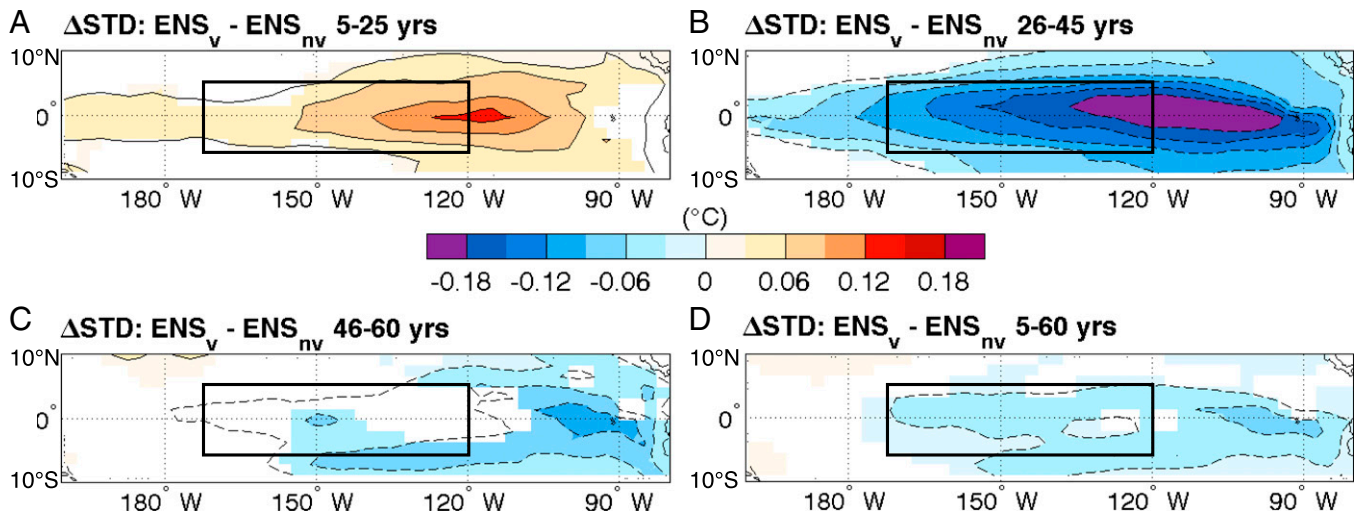 A ΔSTD: ENSv - ENSnv 5-25 yrs
10°N
0°
10°S
180° W 150° W 120° W 90° W
B ΔSTD: ENSv - ENSnv 26-45 yrs
10°N
0°
10°S
180° W 150° W 120° W 90° W
(°C)
-0.18 -0.12 -0.06 0 0.06 0.12 0.18
C ΔSTD: ENSv - ENSnv 46-60 yrs
10°N
0°
10°S
180° W 150° W 120° W 90° W
D ΔSTD: ENSv - ENSnv 5-60 yrs
10°N
0°
10°S
180° W 150° W 120° W 90° W